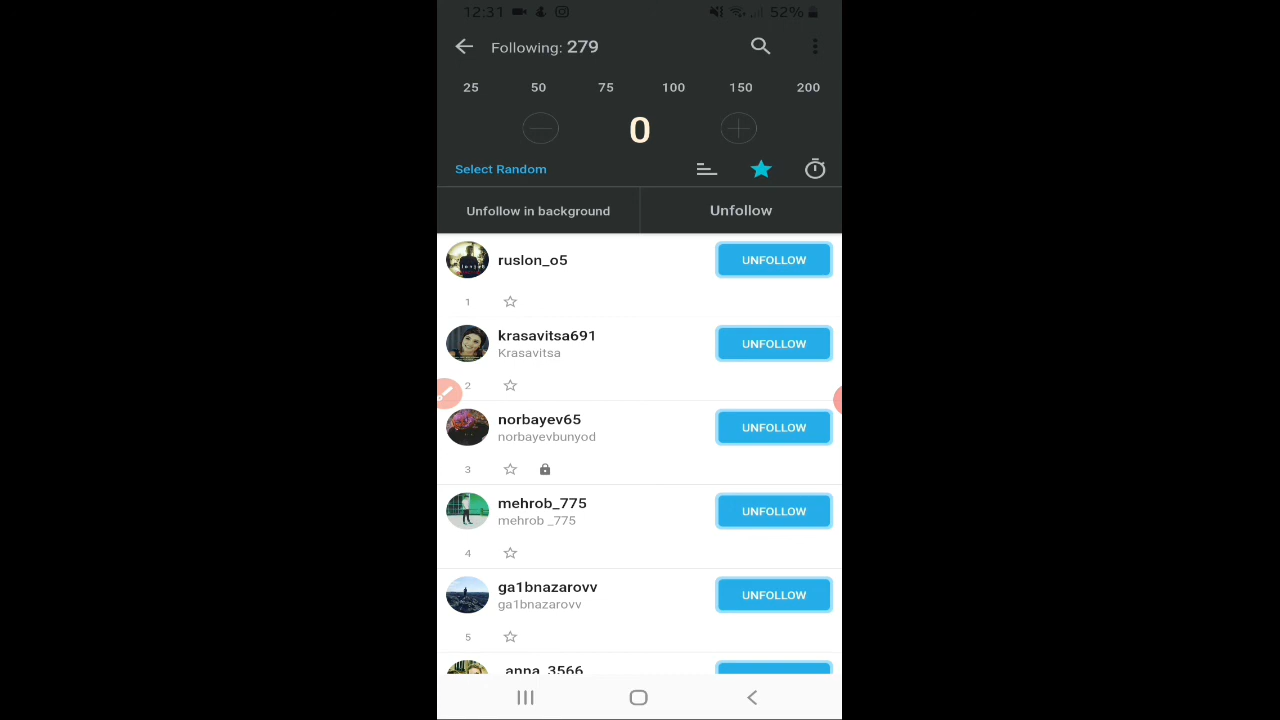 12:31 52%
Following: 279
25 50 75 100 150 200
0
Select Random
Unfollow in background Unfollow
ruslon_o5 UNFOLLOW
1
krasavitsa691 UNFOLLOW
Krasavitsa
2
norbayev65 UNFOLLOW
norbayevbunyod
3
mehrob_775 UNFOLLOW
mehrob _775
4
ga1bnazarovv UNFOLLOW
ga1bnazarovv
5
_anna_3566